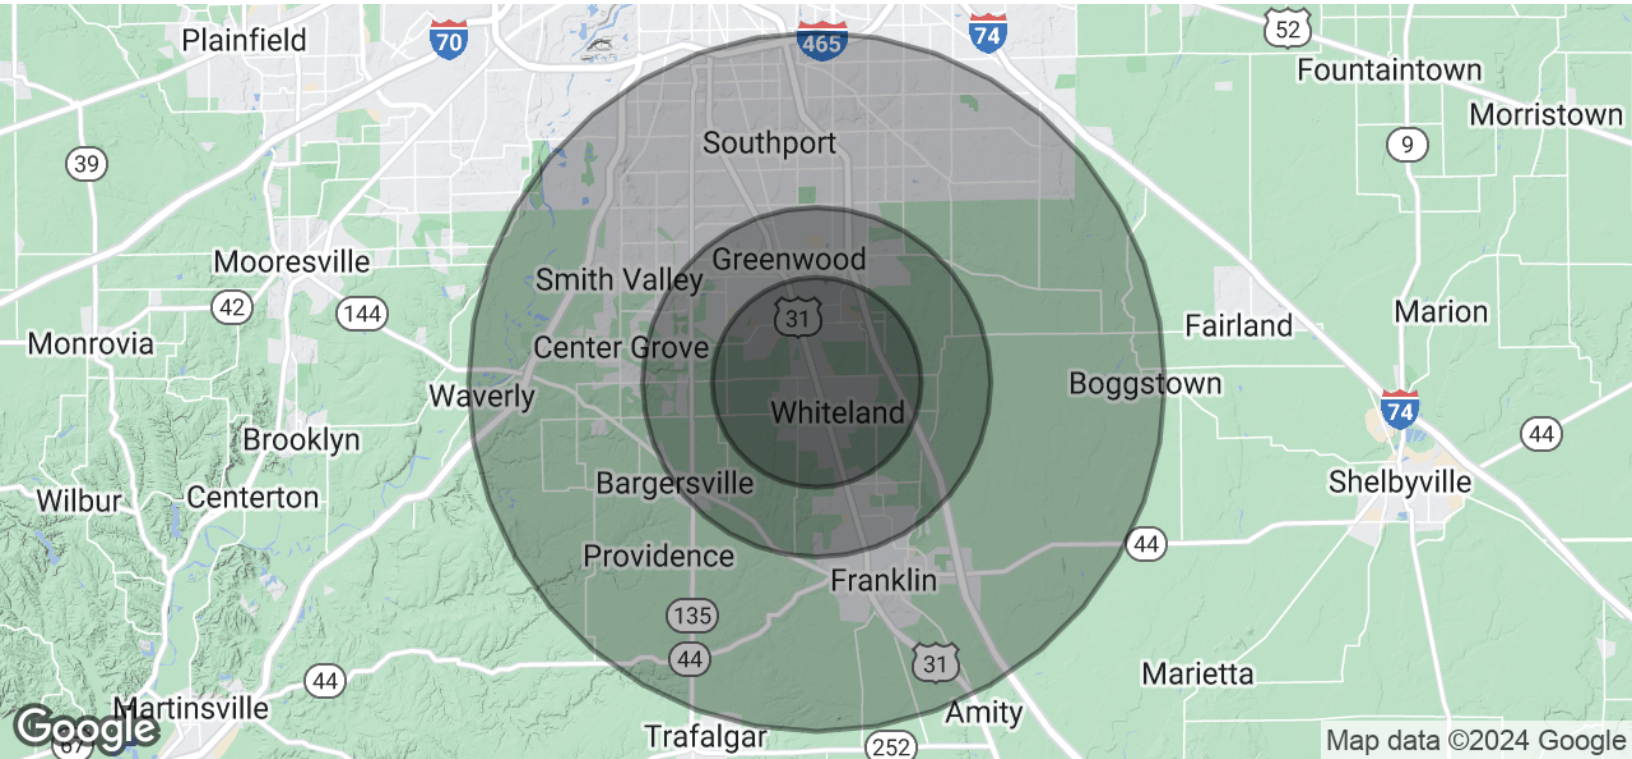 Plainfield
70
465
74
52
Fountaintown
Morristown
Southport
9
39
Greenwood
Mooresville
Smith Valley
42
144
31
Marion
Fairland
Monrovia
Center Grove
Boggstown
Waverly
Whiteland
74
44
Brooklyn
Bargersville
Shelbyville
Wilbur
Centerton
44
Providence
Franklin
135
44
31
44
Marietta
Martinsville
Amity
Google
67
Trafalgar
252
Map data ©2024 Google